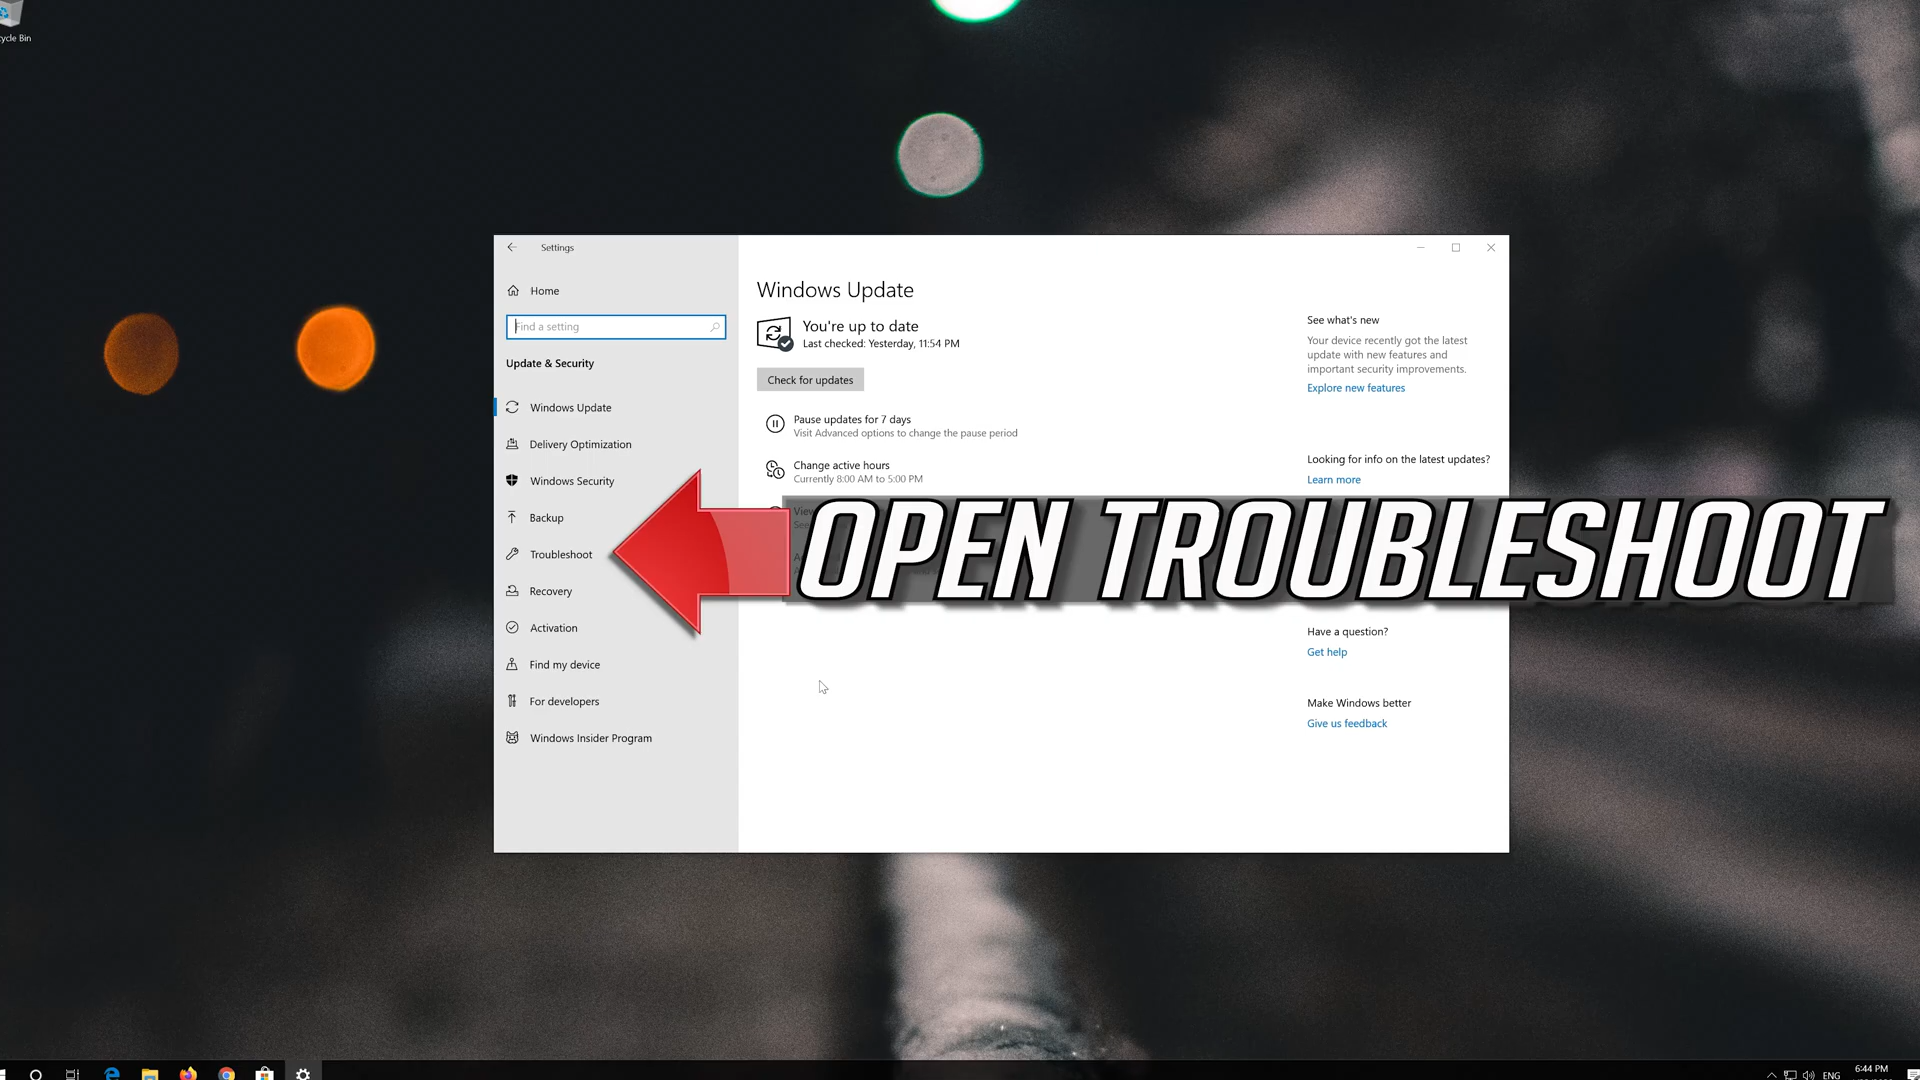 cycle Bin
Settings
Home
Find a setting
Update & Security
Windows Update
Delivery Optimization
Windows Security
Backup
Troubleshoot
Recovery
Activation
Find my device
For developers
Windows Insider Program
Windows Update
You're up to date
Last checked: Yesterday, 11:54 PM
Check for updates
Pause updates for 7 days
Visit Advanced options to change the pause period
Change active hours
Currently 8:00 AM to 5:00 PM
OPEN TROUBLESHOOT
See what's new
Your device recently got the latest
update with new features and
important security improvements.
Explore new features
Looking for info on the latest updates?
Learn more
Have a question?
Get help
Make Windows better
Give us feedback
ENG
6:44 PM